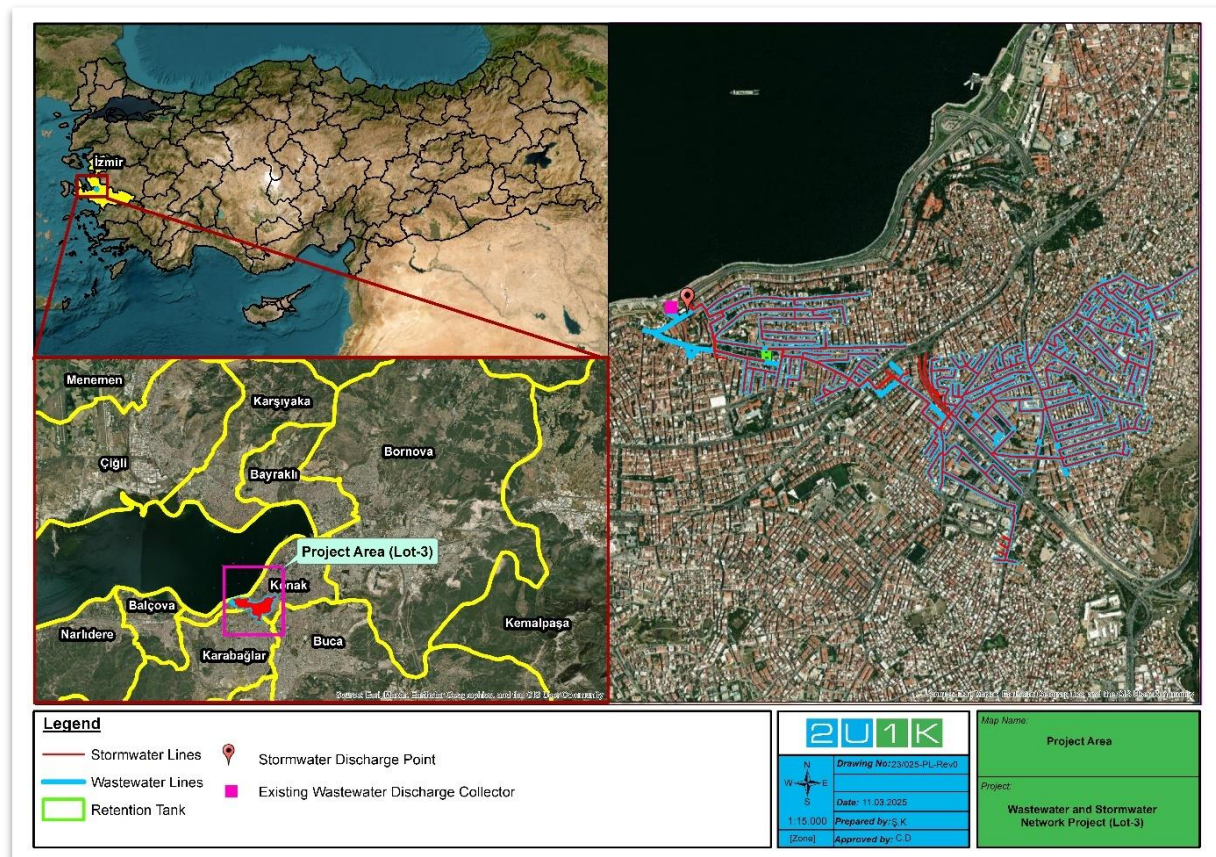 İzmir
Menemen
Karşıyaka
Çiğli
Bayraklı
Bornova
Project Area (Lot-3)
Konak
Balçova
Narlıdere
Karabağlar
Buca
Kemalpaşa
Legend
Stormwater Lines
Wastewater Lines
Retention Tank
Stormwater Discharge Point
Existing Wastewater Discharge Collector
2U1K
N
W E
S
1:15.000
[Zone]
Drawing No:23/025-PL-Rev0
Date: 11.03.2025
Prepared by:Ş.K
Approved by: C.D
Map Name:
Project Area
Project:
Wastewater and Stormwater
Network Project (Lot-3)